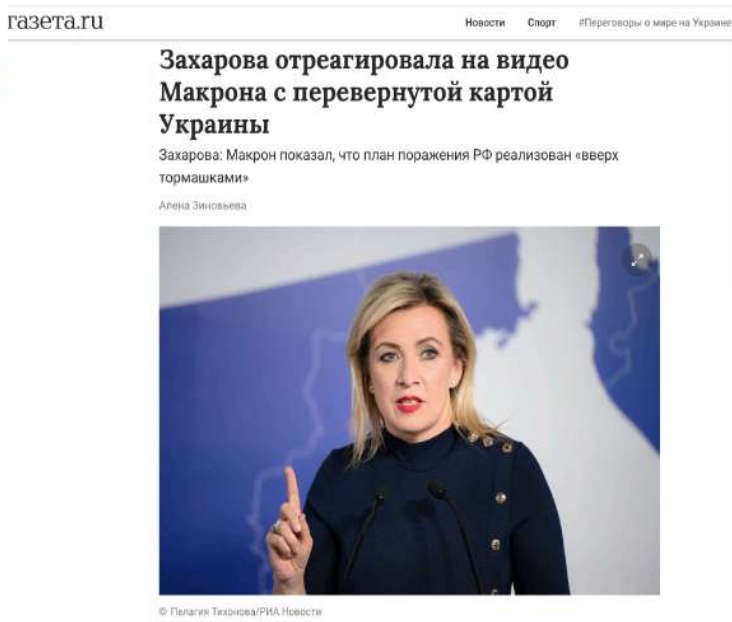 газета.ru
Новости Спорт #Переговоры о мире на Украине
Захарова отреагировала на видео
Макрона с перевернутой картой
Украины
Захарова: Макрон показал, что план поражения РФ реализован «вверх
тормашками»
Алена Зиновьева
© Пелагия Тихонова/РИА Новости